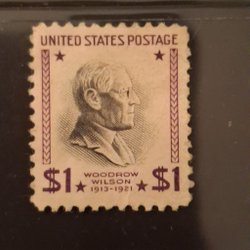 UNITED STATES POSTAGE
WOODROW
WILSON
$1 1913-1921 $1